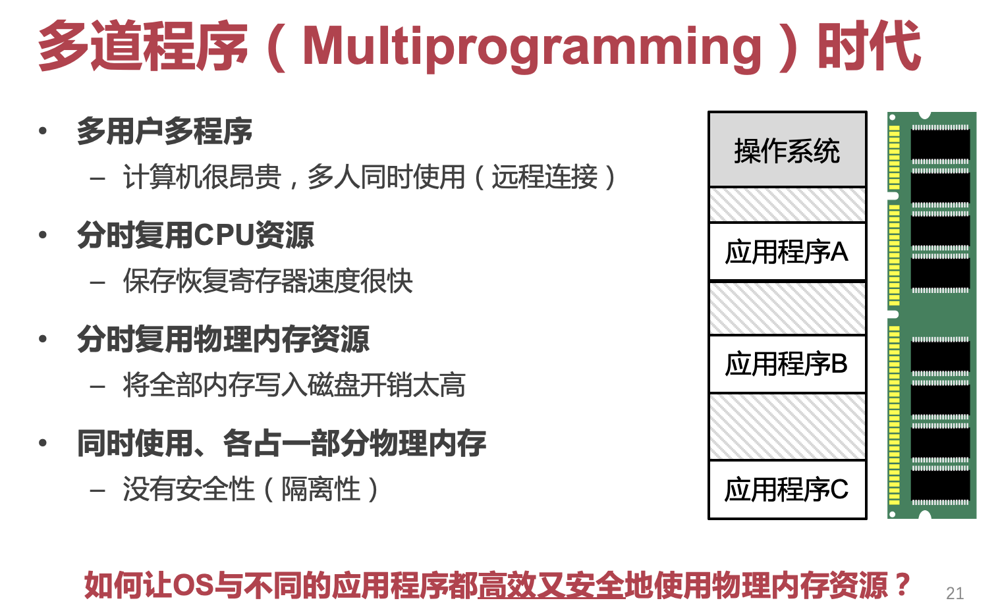 多道程序（Multiprogramming）时代
• 多用户多程序
– 计算机很昂贵，多人同时使用（远程连接）
• 分时复用CPU资源
– 保存恢复寄存器速度很快
• 分时复用物理内存资源
– 将全部内存写入磁盘开销太高
• 同时使用、各占一部分物理内存
– 没有安全性（隔离性）
操作系统
应用程序A
应用程序B
应用程序C
如何让OS与不同的应用程序都高效又安全地使用物理内存资源？
21